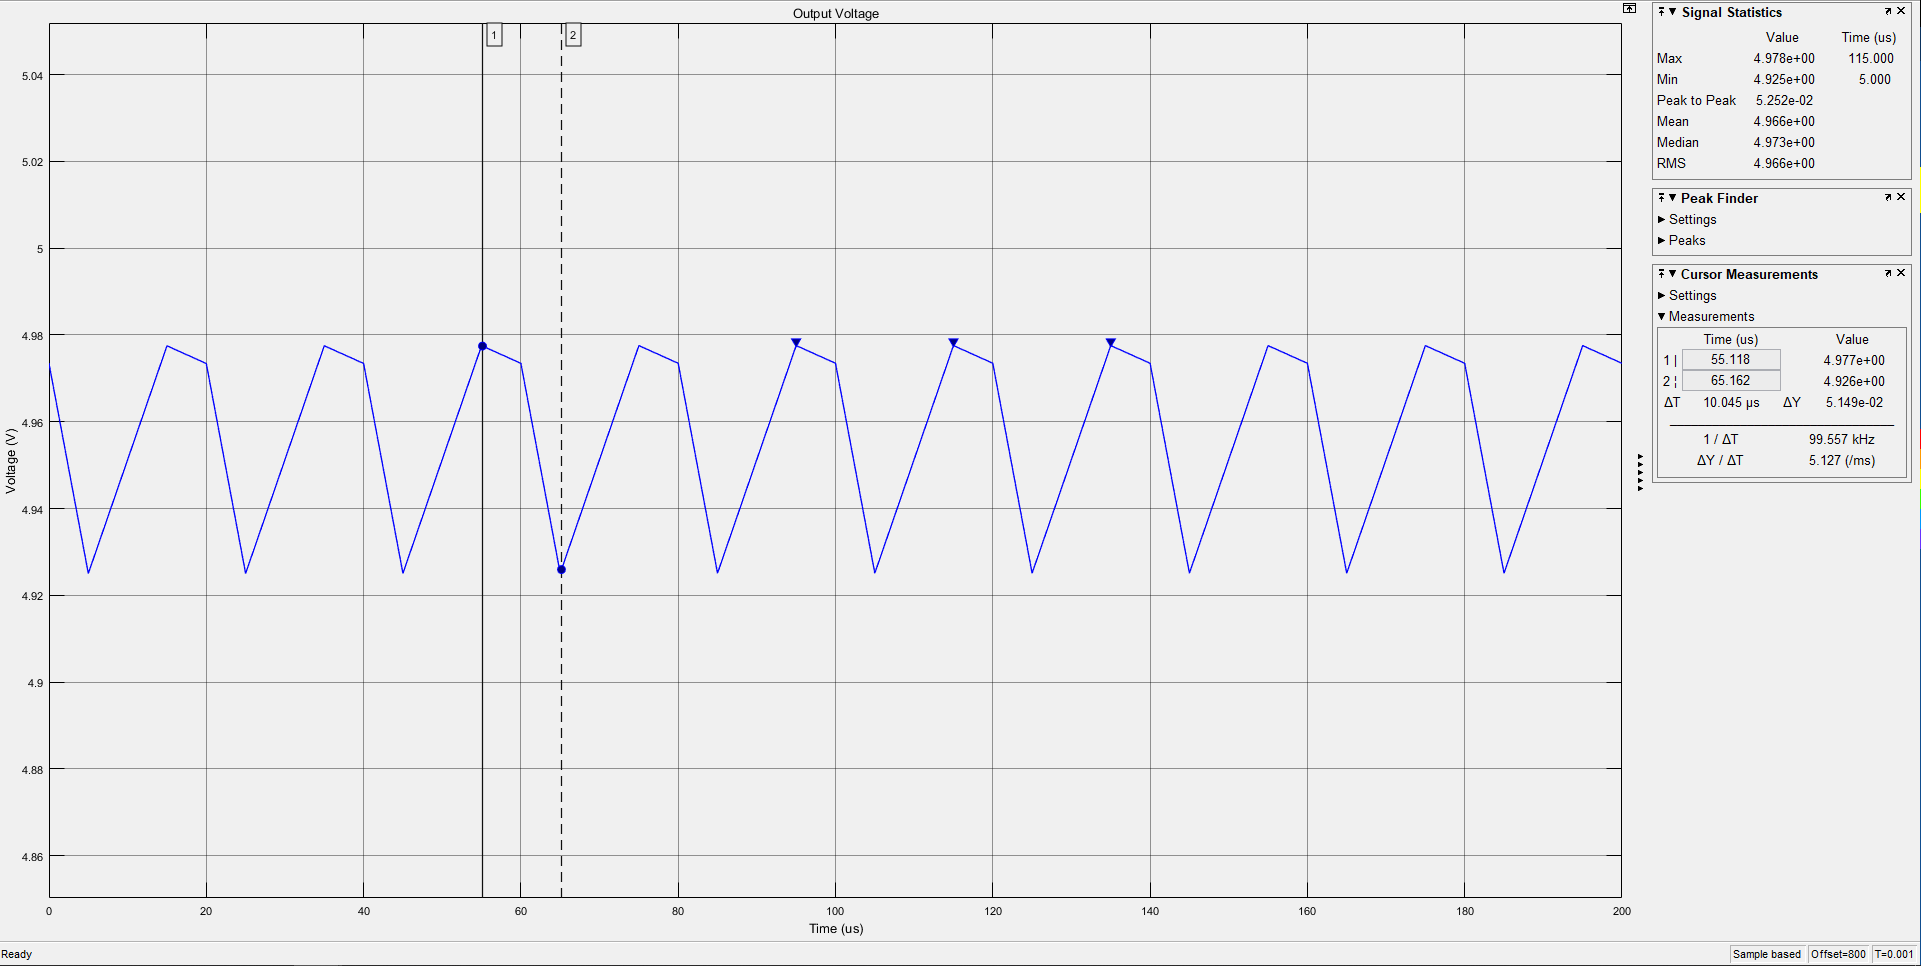 Output Voltage
1
2
5.04
5.02
5
4.98
4.96
4.94
4.92
4.9
4.88
4.86
Voltage (V)
0 20 40 60 80 100 120 140 160 180 200
Time (us)
Signal Statistics
Value Time (us)
Max 4.978e+00 115.000
Min 4.925e+00 5.000
Peak to Peak 5.252e-02
Mean 4.966e+00
Median 4.973e+00
RMS 4.966e+00
Peak Finder
Settings
Peaks
Cursor Measurements
Settings
Measurements
Time (us) Value
1 | 55.118 4.977e+00
2 ¦ 65.162 4.926e+00
ΔT 10.045 µs ΔY 5.149e-02
1 / ΔT 99.557 kHz
ΔY / ΔT 5.127 (/ms)
Ready
Sample based Offset=800 T=0.001